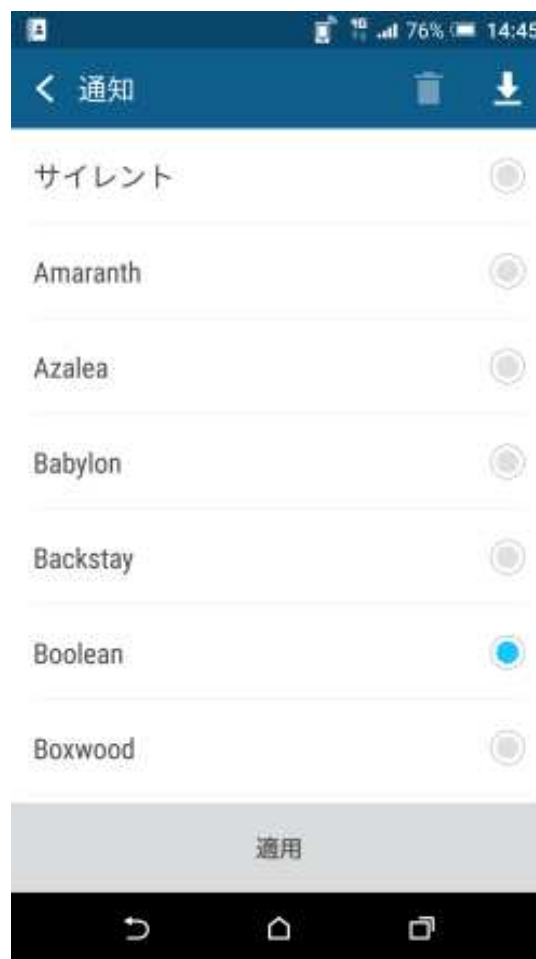 76% 14:45
通知
サイレント
Amaranth
Azalea
Babylon
Backstay
Boolean
Boxwood
適用